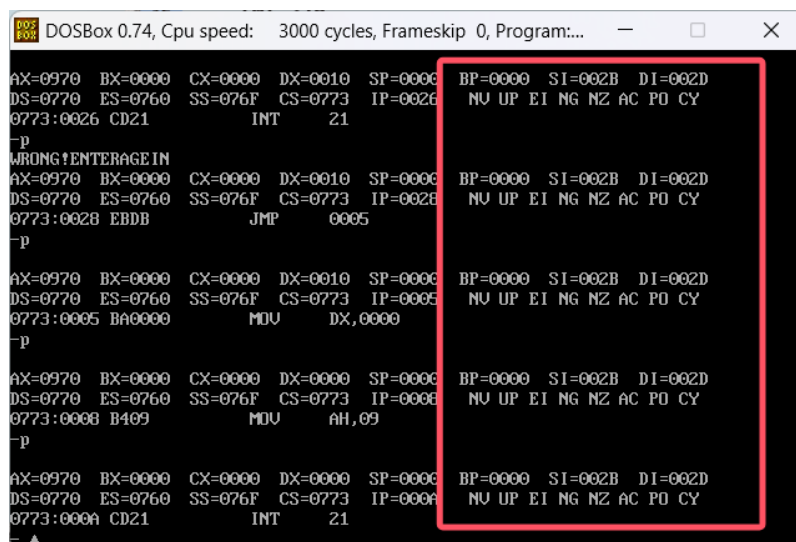 DOSBox 0.74, Cpu speed: 3000 cycles, Frameskip 0, Program:...
AX=0970 BX=0000 CX=0000 DX=0010 SP=0000 BP=0000 SI=002B DI=002D
DS=0770 ES=0760 SS=076F CS=0773 IP=0026 NV UP EI NG NZ AC PO CY
0773:0026 CD21 INT 21
-p
WRONG!ENTERAGEIN
AX=0970 BX=0000 CX=0000 DX=0010 SP=0000 BP=0000 SI=002B DI=002D
DS=0770 ES=0760 SS=076F CS=0773 IP=0028 NV UP EI NG NZ AC PO CY
0773:0028 EBDB JMP 0005
-p
AX=0970 BX=0000 CX=0000 DX=0010 SP=0000 BP=0000 SI=002B DI=002D
DS=0770 ES=0760 SS=076F CS=0773 IP=0005 NV UP EI NG NZ AC PO CY
0773:0005 BA0000 MOV DX,0000
-p
AX=0970 BX=0000 CX=0000 DX=0000 SP=0000 BP=0000 SI=002B DI=002D
DS=0770 ES=0760 SS=076F CS=0773 IP=0008 NV UP EI NG NZ AC PO CY
0773:0008 B409 MOV AH,09
-p
AX=0970 BX=0000 CX=0000 DX=0000 SP=0000 BP=0000 SI=002B DI=002D
DS=0770 ES=0760 SS=076F CS=0773 IP=000A NV UP EI NG NZ AC PO CY
0773:000A CD21 INT 21